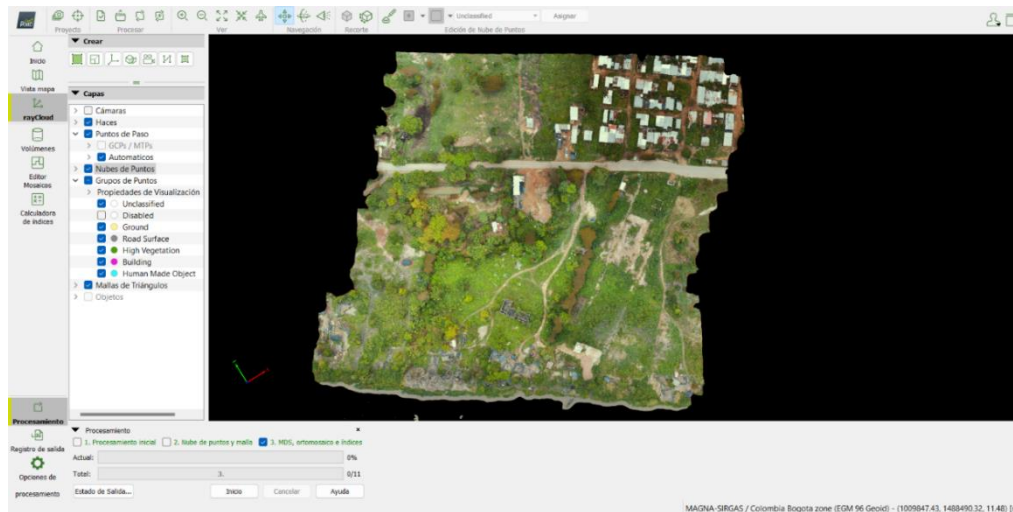 Proyecto Procesar Ver Navegación Recorte Edición de Nube de Puntos
Unclassified Asignar
Inicio
Vista mapa
rayCloud
Volúmenes
Editor
Mosaicos
Calculadora
de índices
Crear
Capas
Cámaras
Haces
Puntos de Paso
GCPs / MTPs
Automaticos
Nubes de Puntos
Grupos de Puntos
Propiedades de Visualización
Unclassified
Disabled
Ground
Road Surface
High Vegetation
Building
Human Made Object
Mallas de Triángulos
Objetos
Procesamiento
Registro de salida
Opciones de
procesamiento
Procesamiento
1. Procesamiento inicial 2. Nube de puntos y malla 3. MDS, ortomosaico e índices
Actual: 0%
Total: 3. 0/11
Estado de Salida... Inicio Cancelar Ayuda
MAGNA-SIRGAS / Colombia Bogota zone (EGM 96 Geoid) - (1009847.43, 1488490.32, 11.48) [